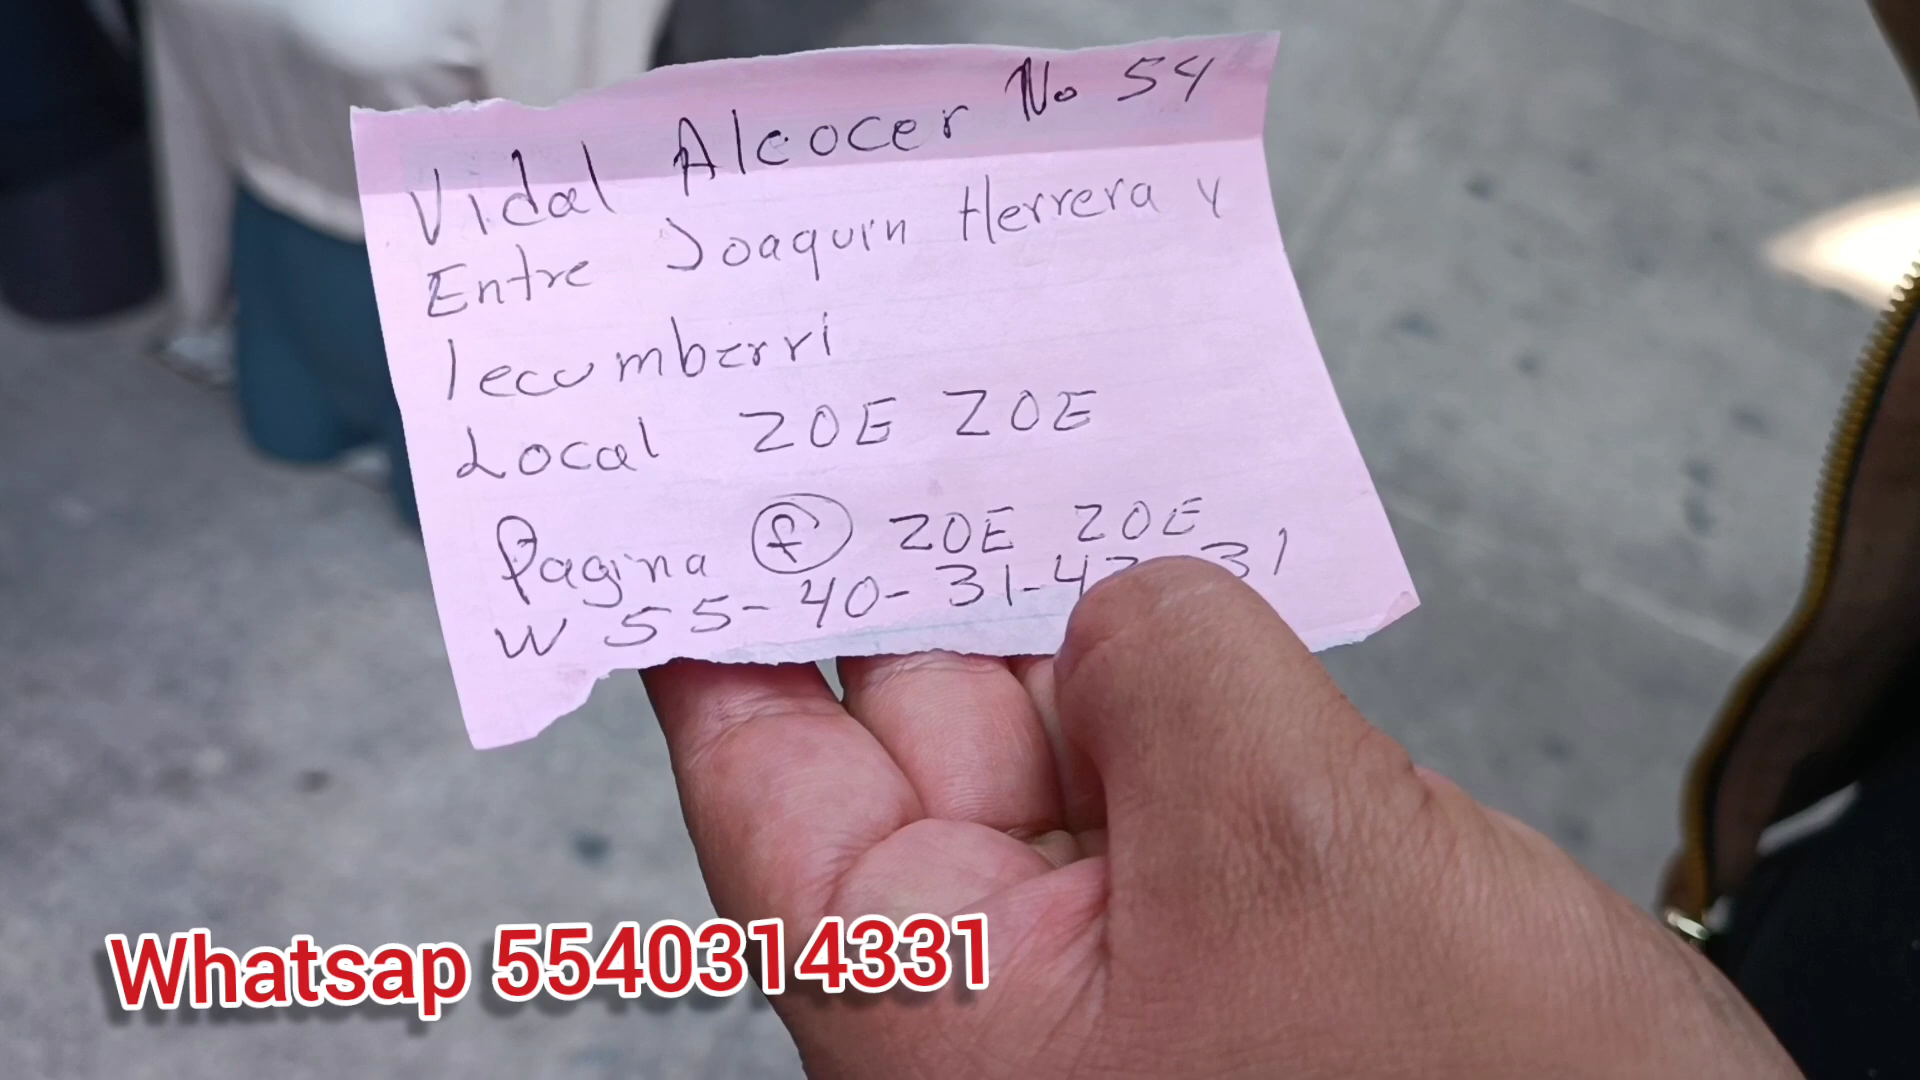 Vidal Alcocer No 54
Entre Joaquin Herrera y
lecumberri
Local ZOE ZOE
Pagina f ZOE ZOE
W 55-40-31-4 31
Whatsap 5540314331